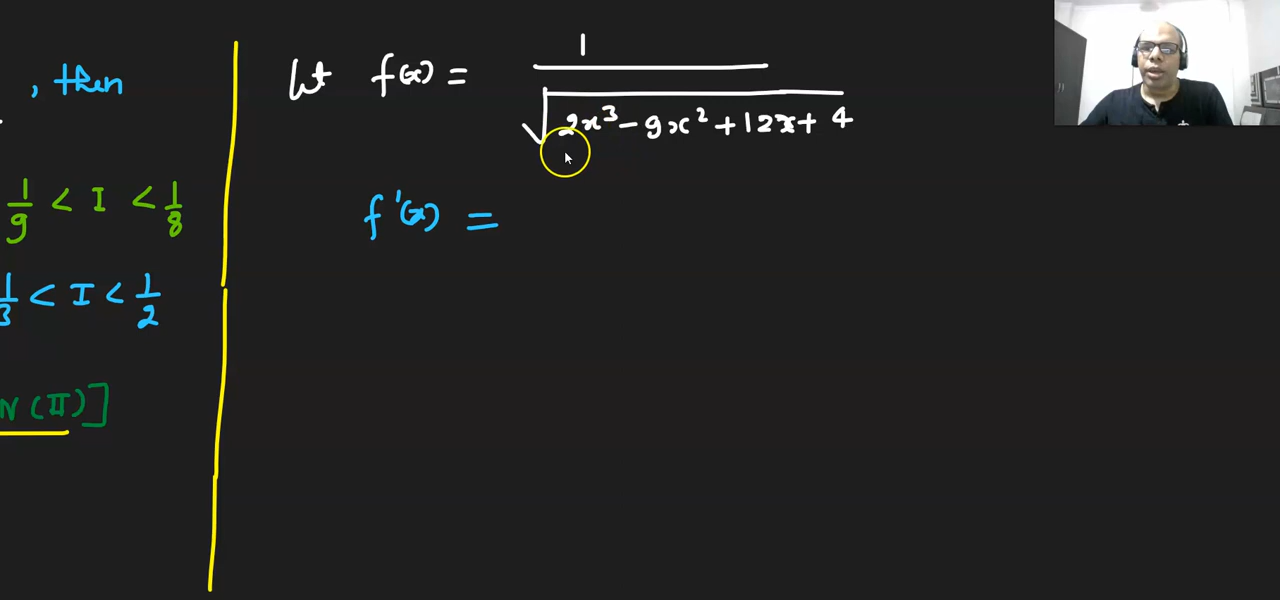 , then
1/9 < I < 1/8
1/3 < I < 1/2
N (II)]
let f(x) = 1/√(2x³ - 9x² + 12x + 4)
f'(x) =